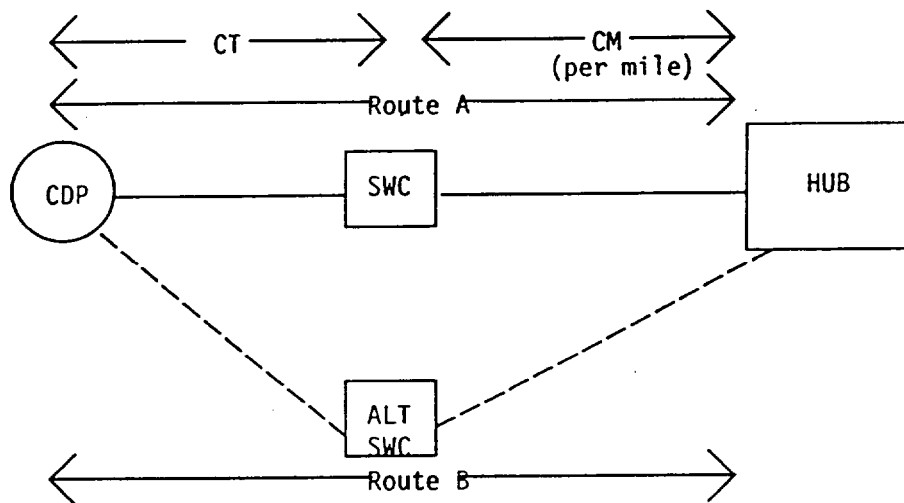 CT
CM
(per mile)
Route A
CDP
SWC
HUB
ALT
SWC
Route B